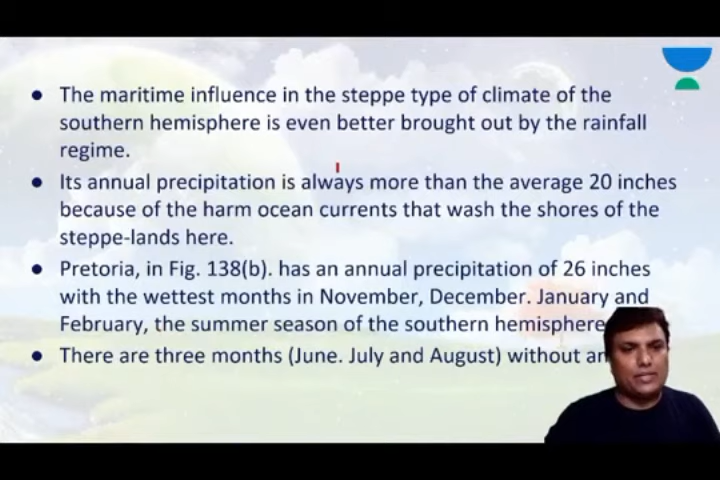 The maritime influence in the steppe type of climate of the
southern hemisphere is even better brought out by the rainfall
regime.
Its annual precipitation is always more than the average 20 inches
because of the harm ocean currents that wash the shores of the
steppe-lands here.
Pretoria, in Fig. 138(b). has an annual precipitation of 26 inches
with the wettest months in November, December. January and
February, the summer season of the southern hemisphere
There are three months (June. July and August) without